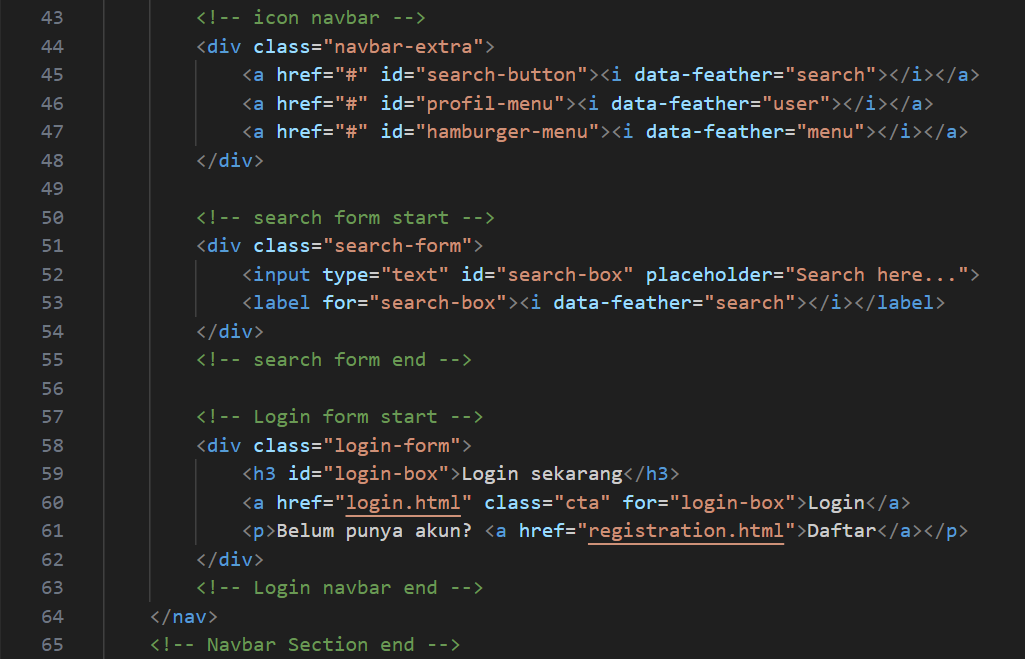 43 <!-- icon navbar -->
44 <div class="navbar-extra">
45 <a href="#" id="search-button"><i data-feather="search"></i></a>
46 <a href="#" id="profil-menu"><i data-feather="user"></i></a>
47 <a href="#" id="hamburger-menu"><i data-feather="menu"></i></a>
48 </div>
49
50 <!-- search form start -->
51 <div class="search-form">
52 <input type="text" id="search-box" placeholder="Search here...">
53 <label for="search-box"><i data-feather="search"></i></label>
54 </div>
55 <!-- search form end -->
56
57 <!-- Login form start -->
58 <div class="login-form">
59 <h3 id="login-box">Login sekarang</h3>
60 <a href="login.html" class="cta" for="login-box">Login</a>
61 <p>Belum punya akun? <a href="registration.html">Daftar</a></p>
62 </div>
63 <!-- Login navbar end -->
64 </nav>
65 <!-- Navbar Section end -->